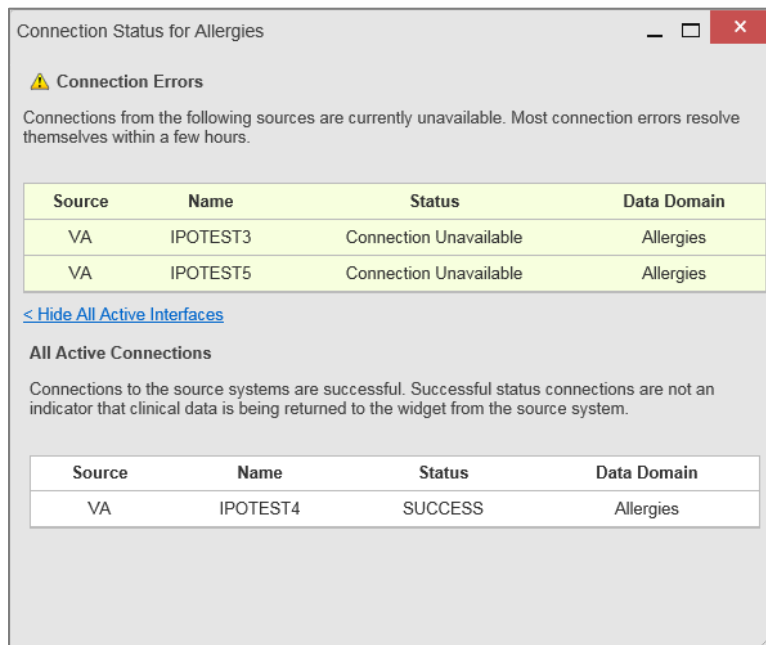 Connection Status for Allergies
Connection Errors
Connections from the following sources are currently unavailable. Most connection errors resolve
themselves within a few hours.
Source Name Status Data Domain
VA IPOTEST3 Connection Unavailable Allergies
VA IPOTEST5 Connection Unavailable Allergies
< Hide All Active Interfaces
All Active Connections
Connections to the source systems are successful. Successful status connections are not an
indicator that clinical data is being returned to the widget from the source system.
Source Name Status Data Domain
VA IPOTEST4 SUCCESS Allergies